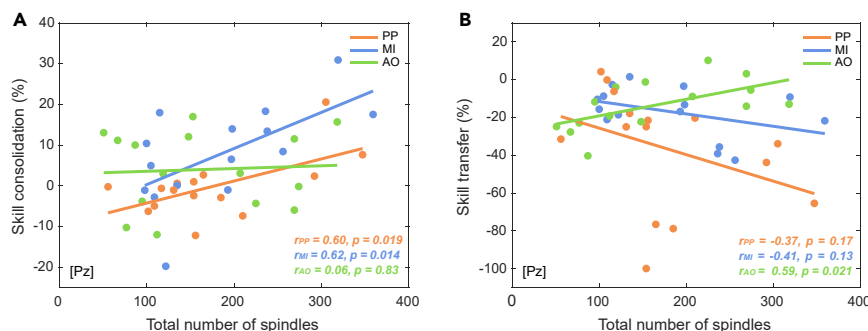 A
Skill consolidation (%)
40
30
20
10
0
-10
-20
PP
MI
AO
rPP = 0.60, p = 0.019
rMI = 0.62, p = 0.014
rAO = 0.06, p = 0.83
[Pz]
0 100 200 300 400
Total number of spindles
B
Skill transfer (%)
20
0
-20
-40
-60
-80
-100
PP
MI
AO
rPP = -0.37, p = 0.17
rMI = -0.41, p = 0.13
rAO = 0.59, p = 0.021
[Pz]
0 100 200 300 400
Total number of spindles